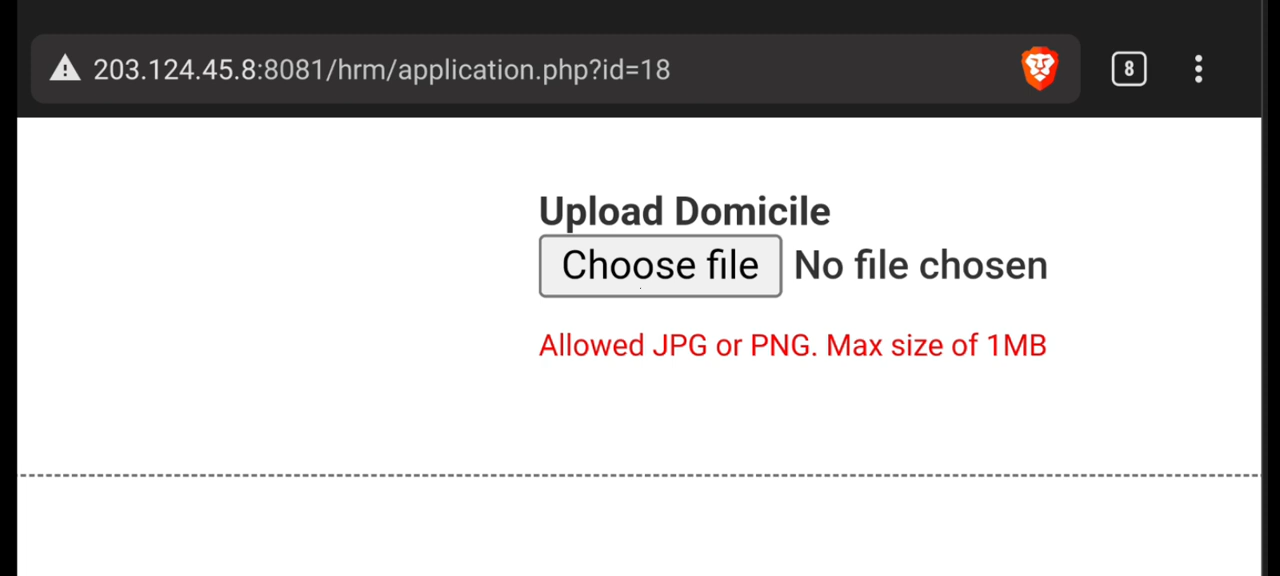 203.124.45.8:8081/hrm/application.php?id=18
8
Upload Domicile
Choose file No file chosen
Allowed JPG or PNG. Max size of 1MB